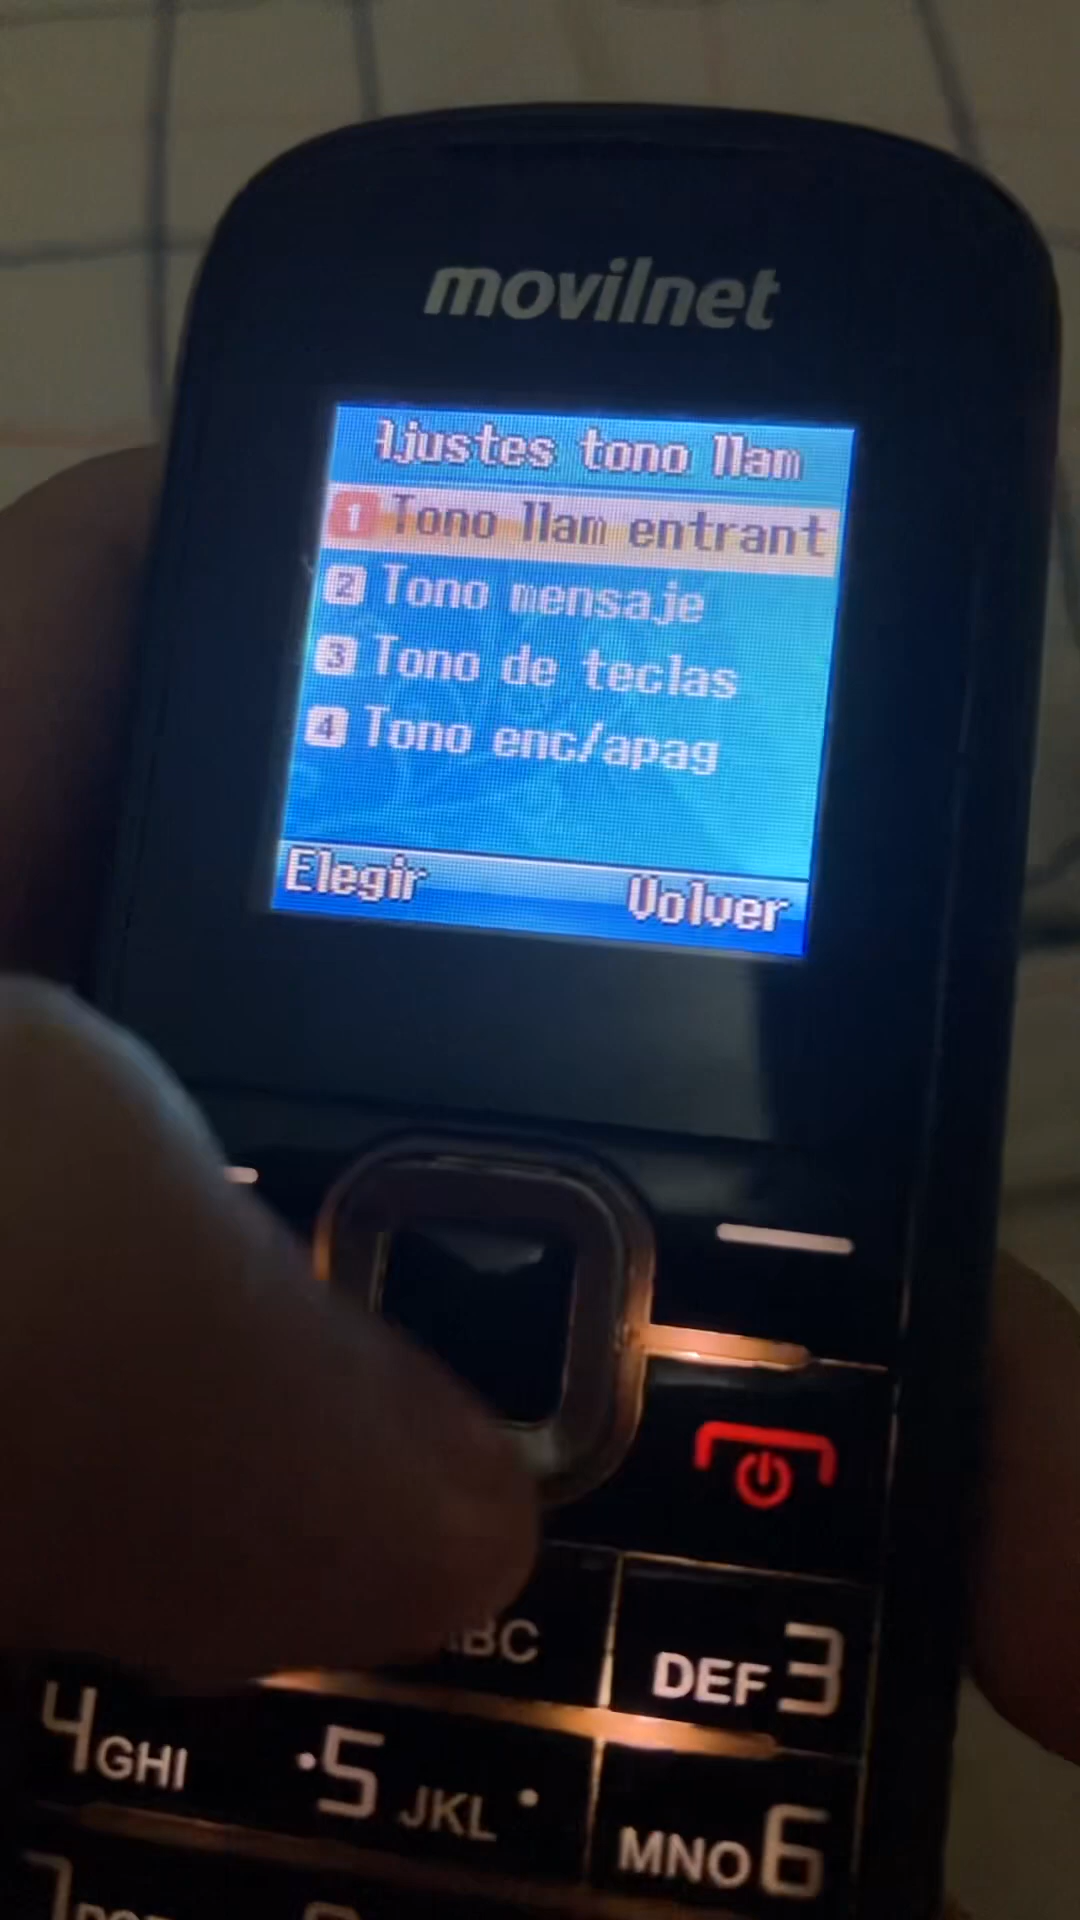 movilnet
Ajustes tono llam
1 Tono llam entrant
2 Tono mensaje
3 Tono de teclas
4 Tono enc/apag
Elegir Volver
DEF 3
4 GHI 5 JKL MNO 6